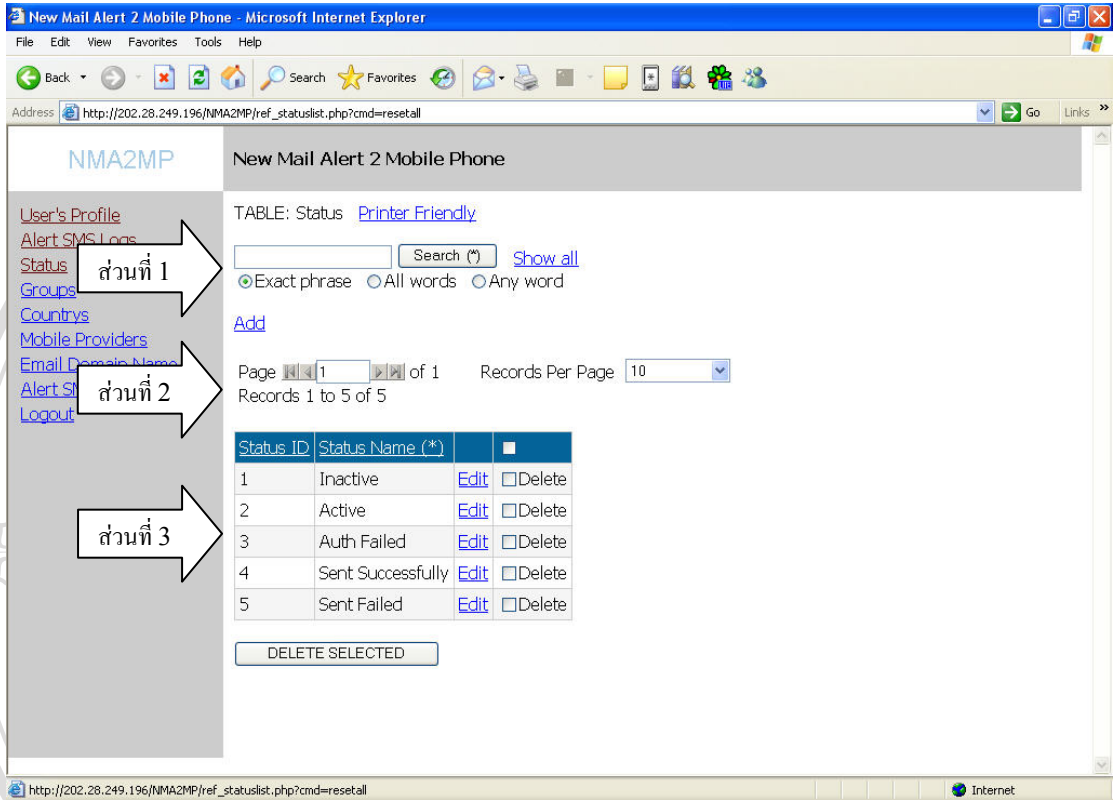 New Mail Alert 2 Mobile Phone - Microsoft Internet Explorer
File Edit View Favorites Tools Help
Back Search Favorites
Address http://202.28.249.196/NMA2MP/ref_statuslist.php?cmd=resetall Go Links »
NMA2MP
New Mail Alert 2 Mobile Phone
User's Profile
Alert SMS Logs
Status
Groups
Countrys
Mobile Providers
Email Domain Name
Alert SM
Logout
ส่วนที่ 1
ส่วนที่ 2
ส่วนที่ 3
TABLE: Status Printer Friendly
Search (*) Show all
Exact phrase All words Any word
Add
Page 1 of 1 Records Per Page 10
Records 1 to 5 of 5
Status ID Status Name (*)
1 Inactive Edit Delete
2 Active Edit Delete
3 Auth Failed Edit Delete
4 Sent Successfully Edit Delete
5 Sent Failed Edit Delete
DELETE SELECTED
http://202.28.249.196/NMA2MP/ref_statuslist.php?cmd=resetall Internet